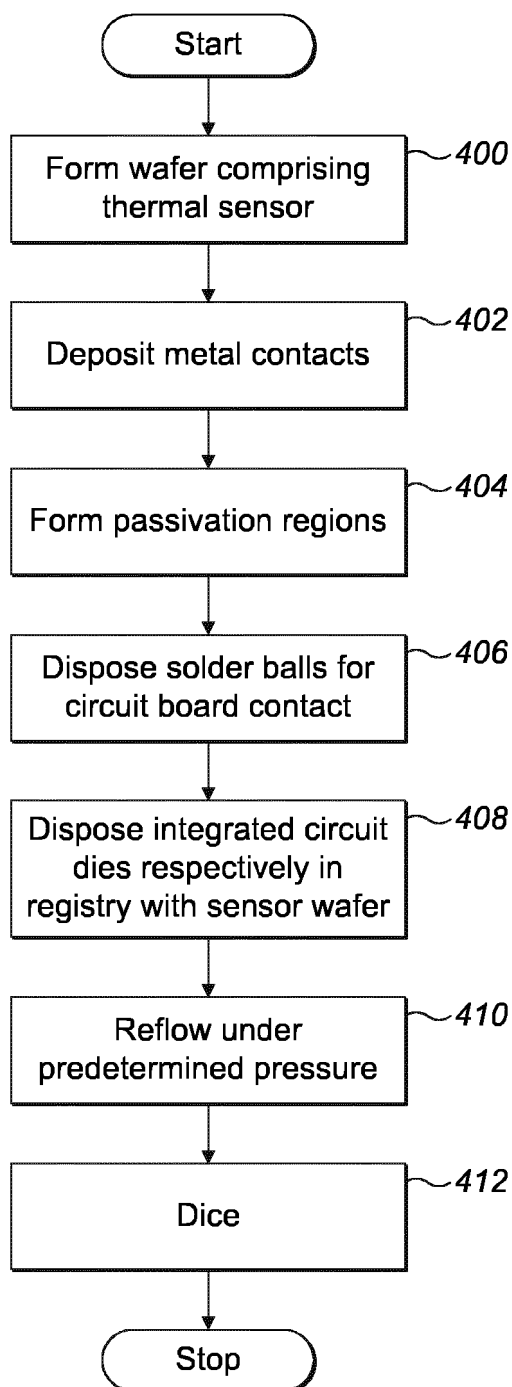 Start
Form wafer comprising
thermal sensor
400
Deposit metal contacts
402
Form passivation regions
404
Dispose solder balls for
circuit board contact
406
Dispose integrated circuit
dies respectively in
registry with sensor wafer
408
Reflow under
predetermined pressure
410
Dice
412
Stop